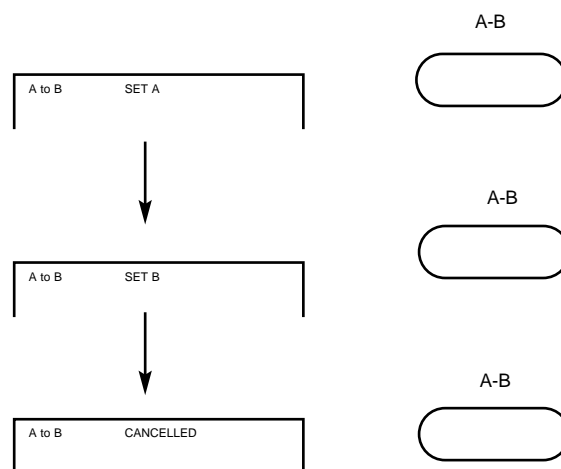 A-B
A to B SET A
A-B
A to B SET B
A-B
A to B CANCELLED